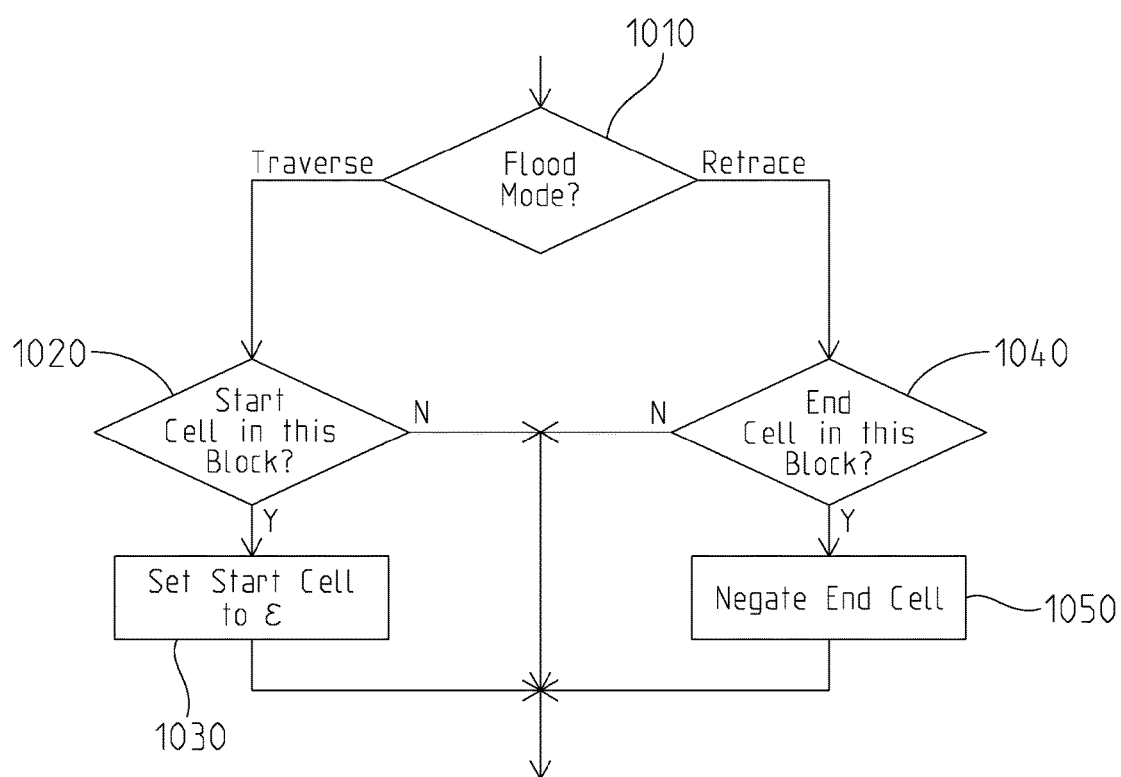 1010
Flood
Mode?
Traverse
Retrace
1020
1040
Start
Cell in this
Block?
N
N
End
Cell in this
Block?
Y
Y
Set Start Cell
to ε
Negate End Cell
1050
1030